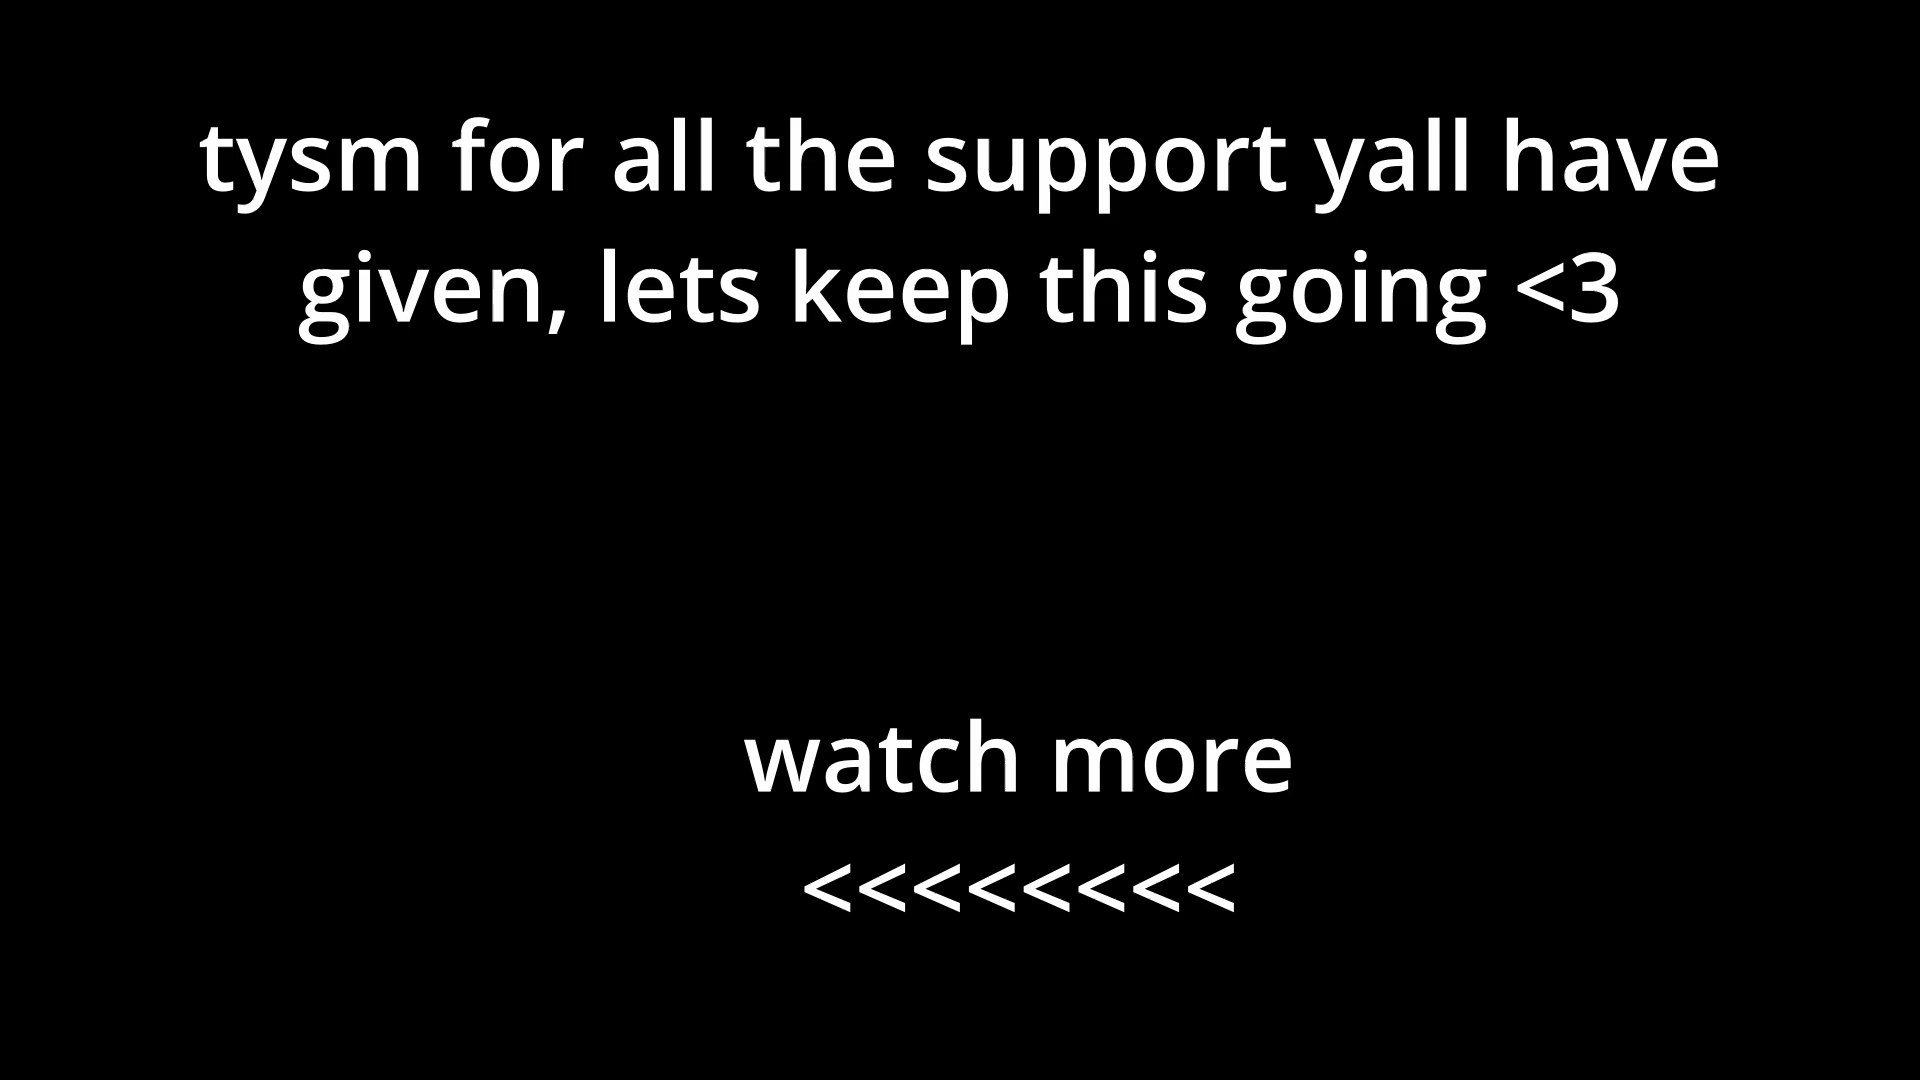 tysm for all the support yall have
given, lets keep this going <3
watch more
<<<<<<<<